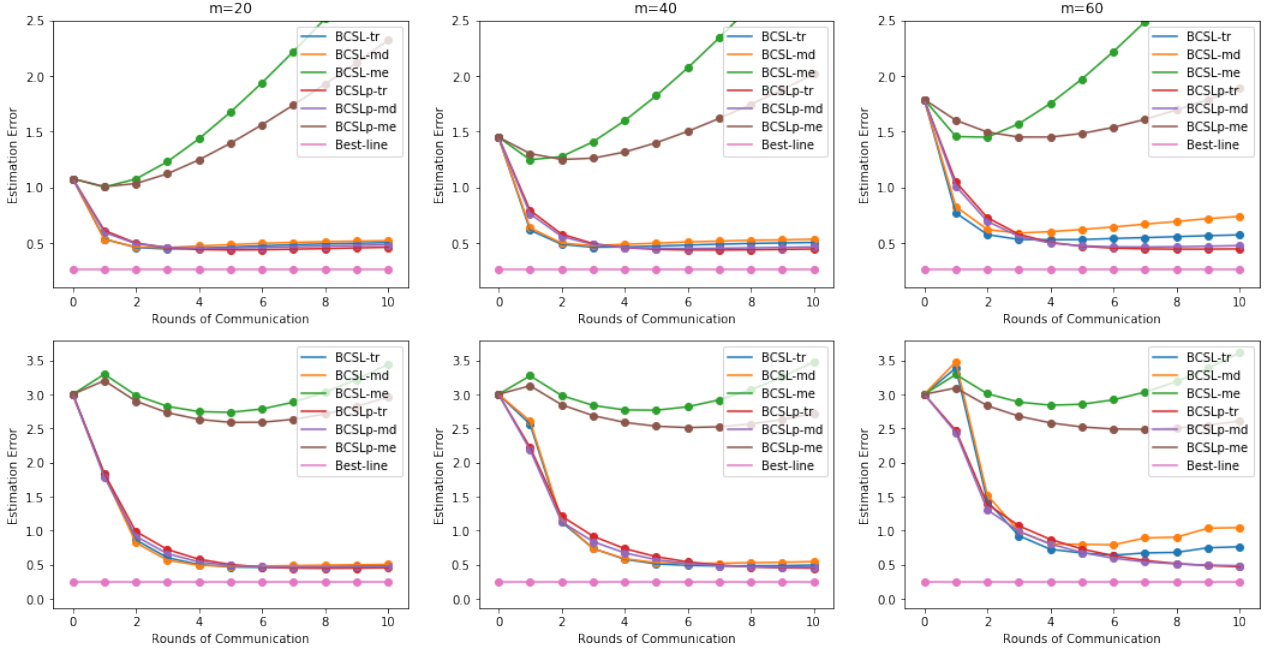 m=20
m=40
m=60
2.5
2.0
1.5
1.0
0.5
Estimation Error
BCSL-tr
BCSL-md
BCSL-me
BCSLp-tr
BCSLp-md
BCSLp-me
Best-line
0 2 4 6 8 10
Rounds of Communication
2.5
2.0
1.5
1.0
0.5
Estimation Error
BCSL-tr
BCSL-md
BCSL-me
BCSLp-tr
BCSLp-md
BCSLp-me
Best-line
0 2 4 6 8 10
Rounds of Communication
2.5
2.0
1.5
1.0
0.5
Estimation Error
BCSL-tr
BCSL-md
BCSL-me
BCSLp-tr
BCSLp-md
BCSLp-me
Best-line
0 2 4 6 8 10
Rounds of Communication
3.5
3.0
2.5
2.0
1.5
1.0
0.5
0.0
Estimation Error
BCSL-tr
BCSL-md
BCSL-me
BCSLp-tr
BCSLp-md
BCSLp-me
Best-line
0 2 4 6 8 10
Rounds of Communication
3.5
3.0
2.5
2.0
1.5
1.0
0.5
0.0
Estimation Error
BCSL-tr
BCSL-md
BCSL-me
BCSLp-tr
BCSLp-md
BCSLp-me
Best-line
0 2 4 6 8 10
Rounds of Communication
3.5
3.0
2.5
2.0
1.5
1.0
0.5
0.0
Estimation Error
BCSL-tr
BCSL-md
BCSL-me
BCSLp-tr
BCSLp-md
BCSLp-me
Best-line
0 2 4 6 8 10
Rounds of Communication